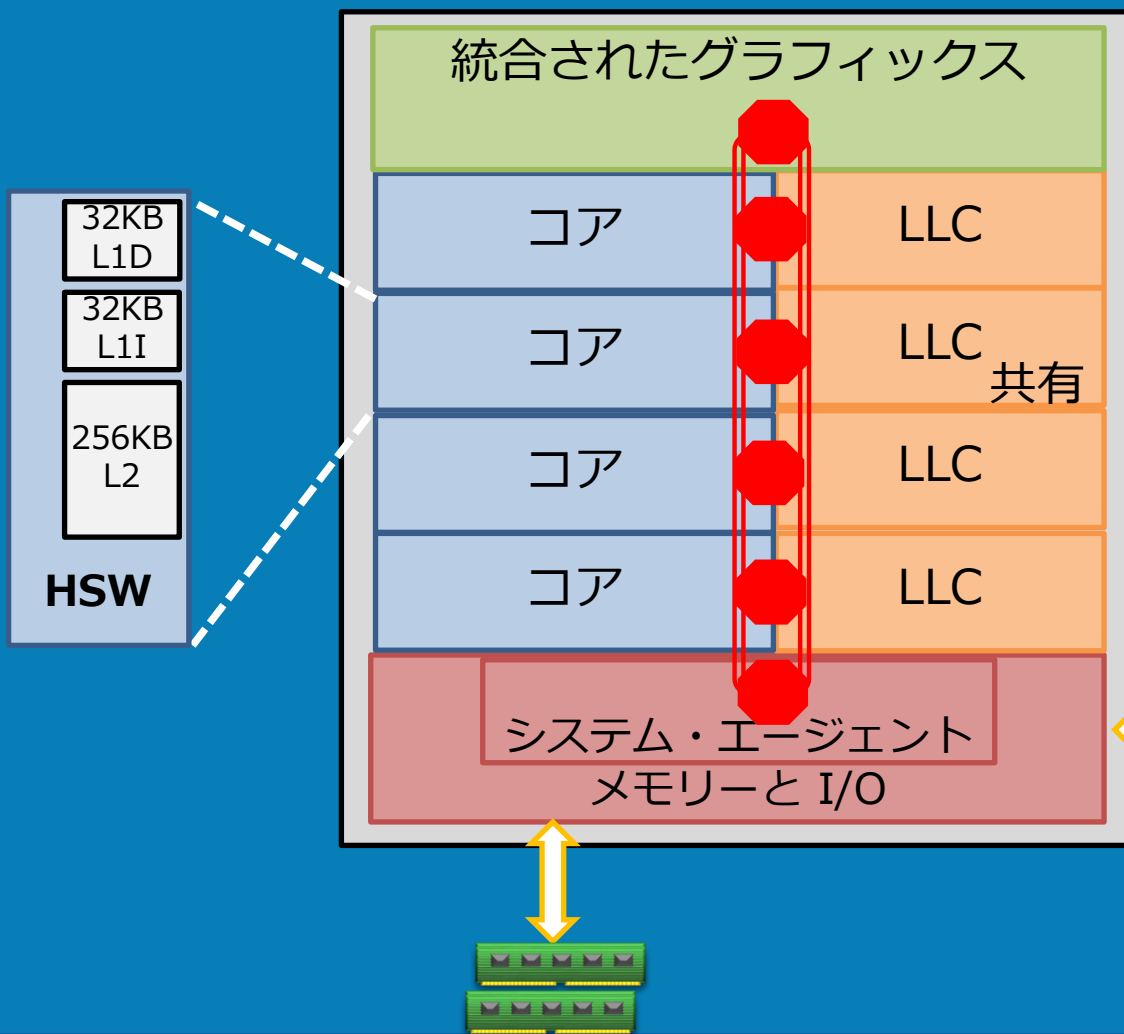 統合されたグラフィックス
32KB
L1D
32KB
L1I
256KB
L2
HSW
コア
LLC
コア
LLC
共有
コア
LLC
コア
LLC
システム・エージェント
メモリーと I/O